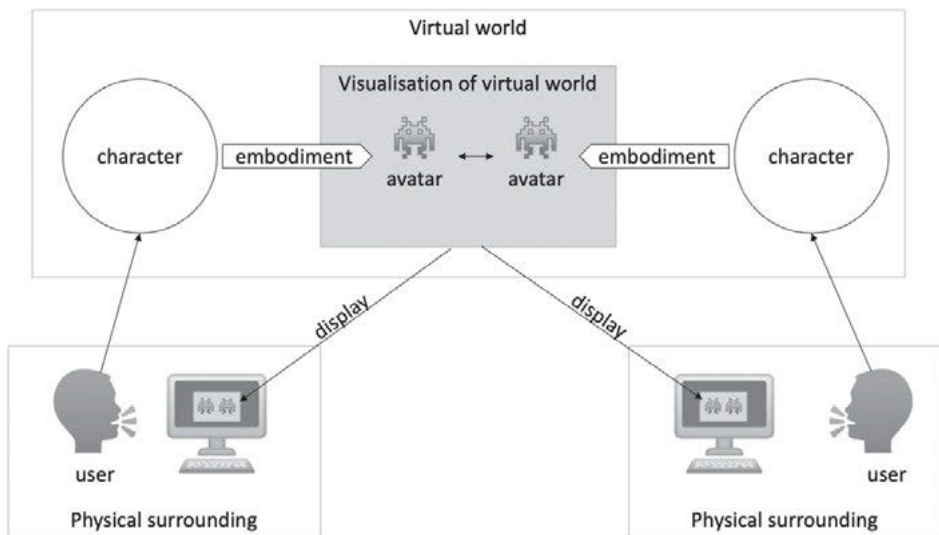 Virtual world
Visualisation of virtual world
character
embodiment
avatar
avatar
embodiment
character
display
display
user
user
Physical surrounding
Physical surrounding